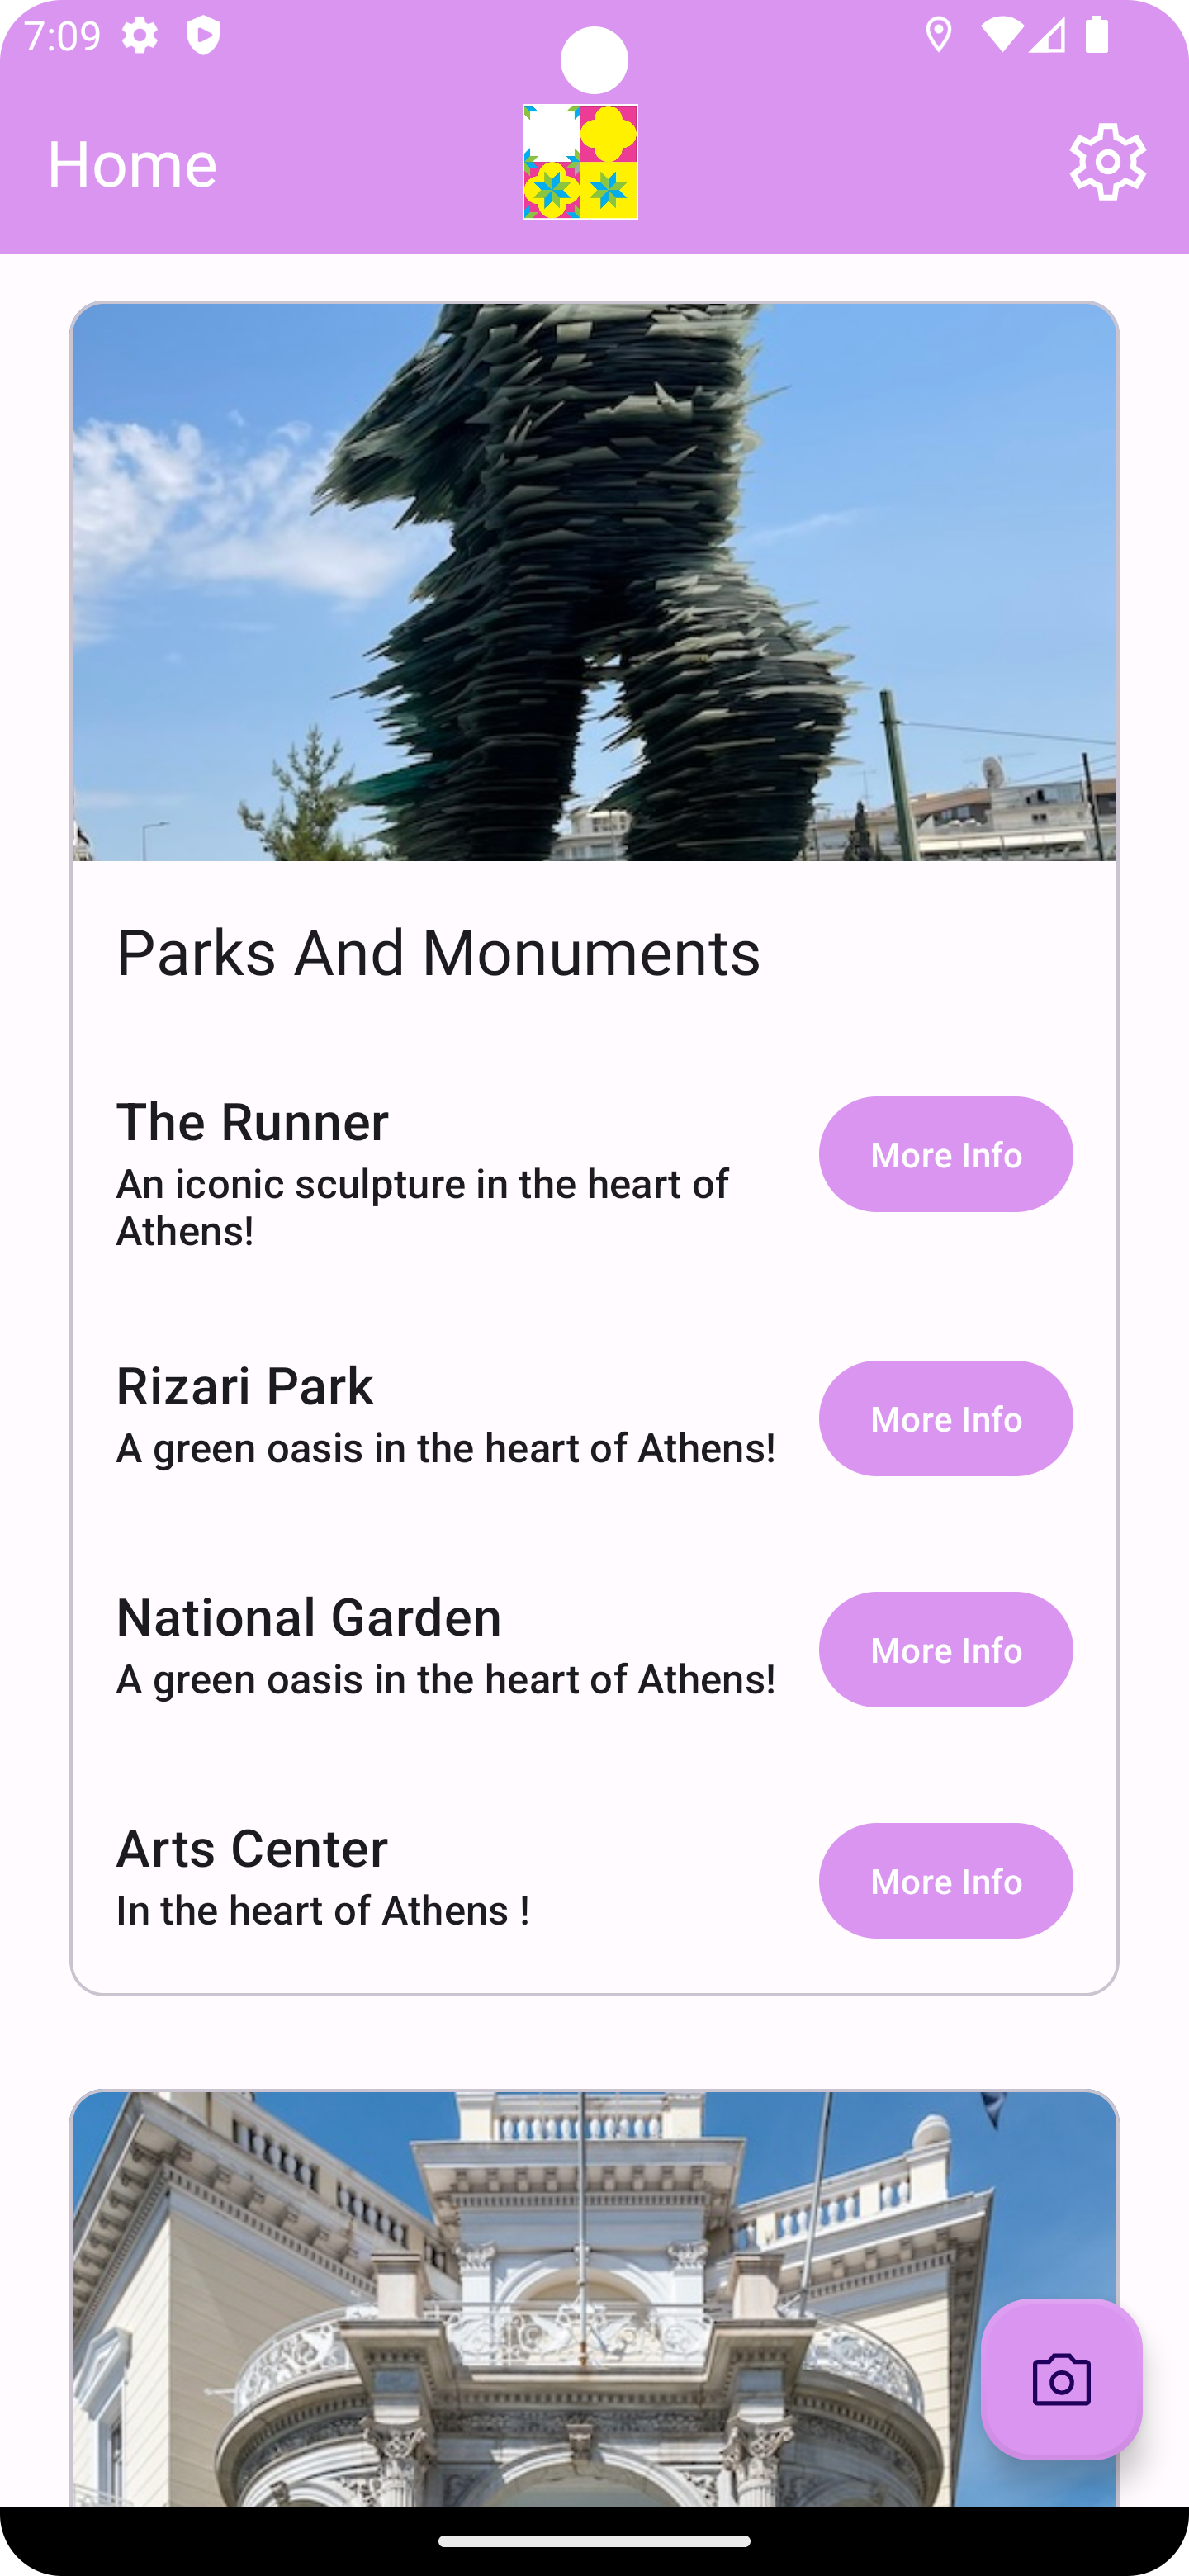 7:09
Home
Parks And Monuments
The Runner
An iconic sculpture in the heart of
Athens!
More Info
Rizari Park
A green oasis in the heart of Athens!
More Info
National Garden
A green oasis in the heart of Athens!
More Info
Arts Center
In the heart of Athens !
More Info